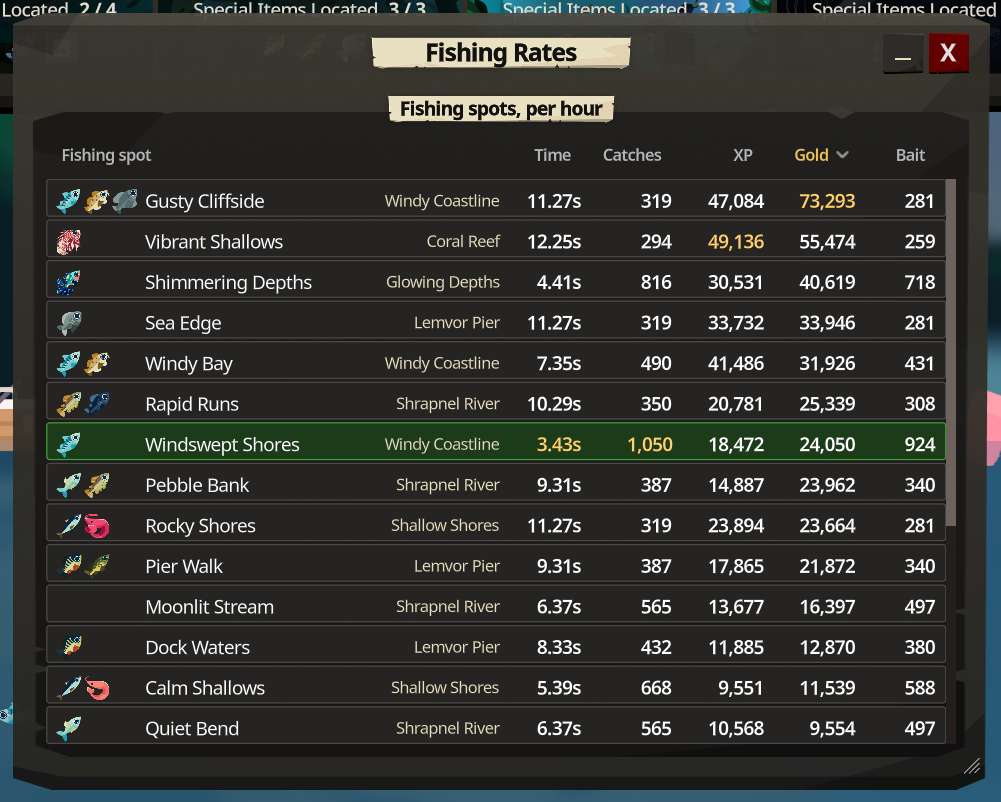 Located 2 / 4 Special Items Located 3 / 3 Special Items Located 3 / 3 Special Items Located
Fishing Rates
X
Fishing spots, per hour
Fishing spot Time Catches XP Gold Bait
Gusty Cliffside Windy Coastline 11.27s 319 47,084 73,293 281
Vibrant Shallows Coral Reef 12.25s 294 49,136 55,474 259
Shimmering Depths Glowing Depths 4.41s 816 30,531 40,619 718
Sea Edge Lemvor Pier 11.27s 319 33,732 33,946 281
Windy Bay Windy Coastline 7.35s 490 41,486 31,926 431
Rapid Runs Shrapnel River 10.29s 350 20,781 25,339 308
Windswept Shores Windy Coastline 3.43s 1,050 18,472 24,050 924
Pebble Bank Shrapnel River 9.31s 387 14,887 23,962 340
Rocky Shores Shallow Shores 11.27s 319 23,894 23,664 281
Pier Walk Lemvor Pier 9.31s 387 17,865 21,872 340
Moonlit Stream Shrapnel River 6.37s 565 13,677 16,397 497
Dock Waters Lemvor Pier 8.33s 432 11,885 12,870 380
Calm Shallows Shallow Shores 5.39s 668 9,551 11,539 588
Quiet Bend Shrapnel River 6.37s 565 10,568 9,554 497